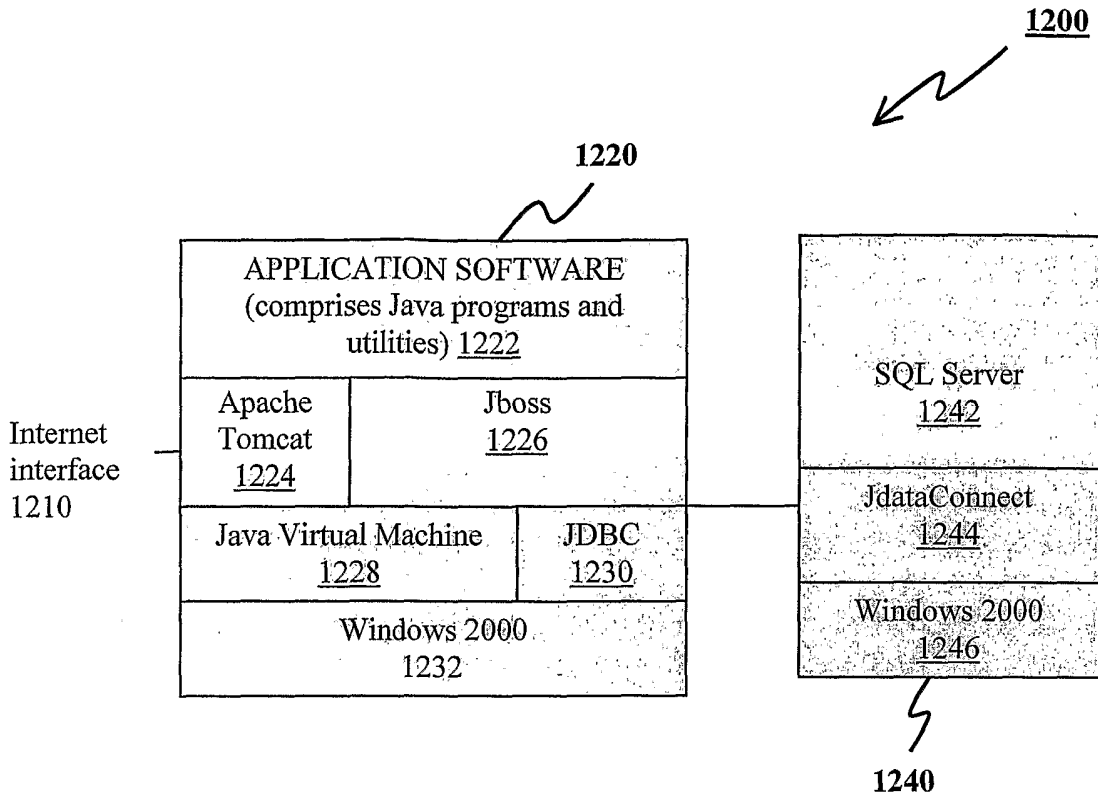 1200
1220
APPLICATION SOFTWARE
(comprises Java programs and
utilities) 1222
Apache
Tomcat
1224
Jboss
1226
Internet
interface
1210
Java Virtual Machine
1228
JDBC
1230
Windows 2000
1232
SQL Server
1242
JdataConnect
1244
Windows 2000
1246
1240